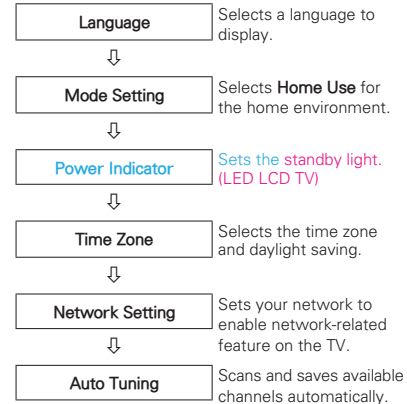 Language
Selects a language to
display.
Mode Setting
Selects Home Use for
the home environment.
Power Indicator
Sets the standby light.
(LED LCD TV)
Time Zone
Selects the time zone
and daylight saving.
Network Setting
Sets your network to
enable network-related
feature on the TV.
Auto Tuning
Scans and saves available
channels automatically.